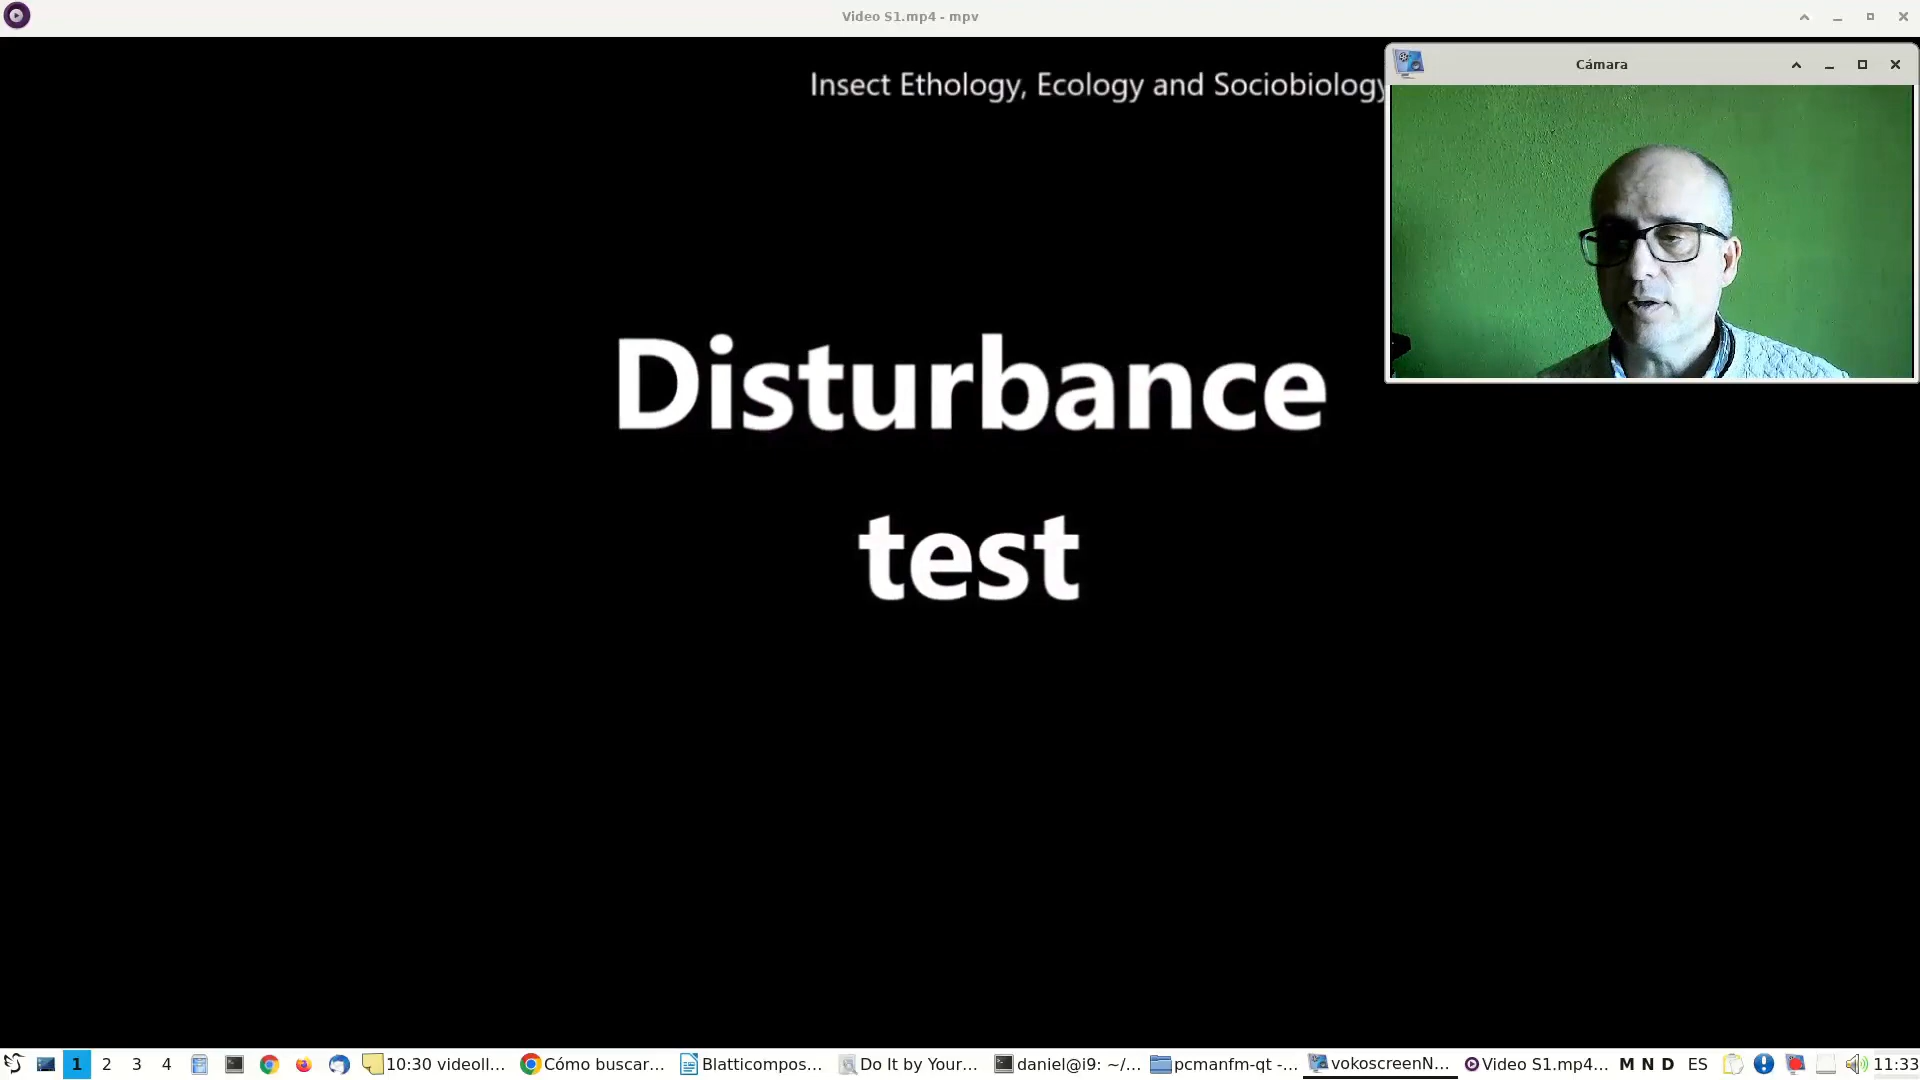 Video S1.mp4 - mpv
Cámara
Insect Ethology, Ecology and Sociobiology
Disturbance
test
1 2 3 4 10:30 videoll... Cómo buscar... Blatticompos... Do It by Your... daniel@i9: ~/... pcmanfm-qt -... vokoscreenN... Video S1.mp4... M N D ES 11:33